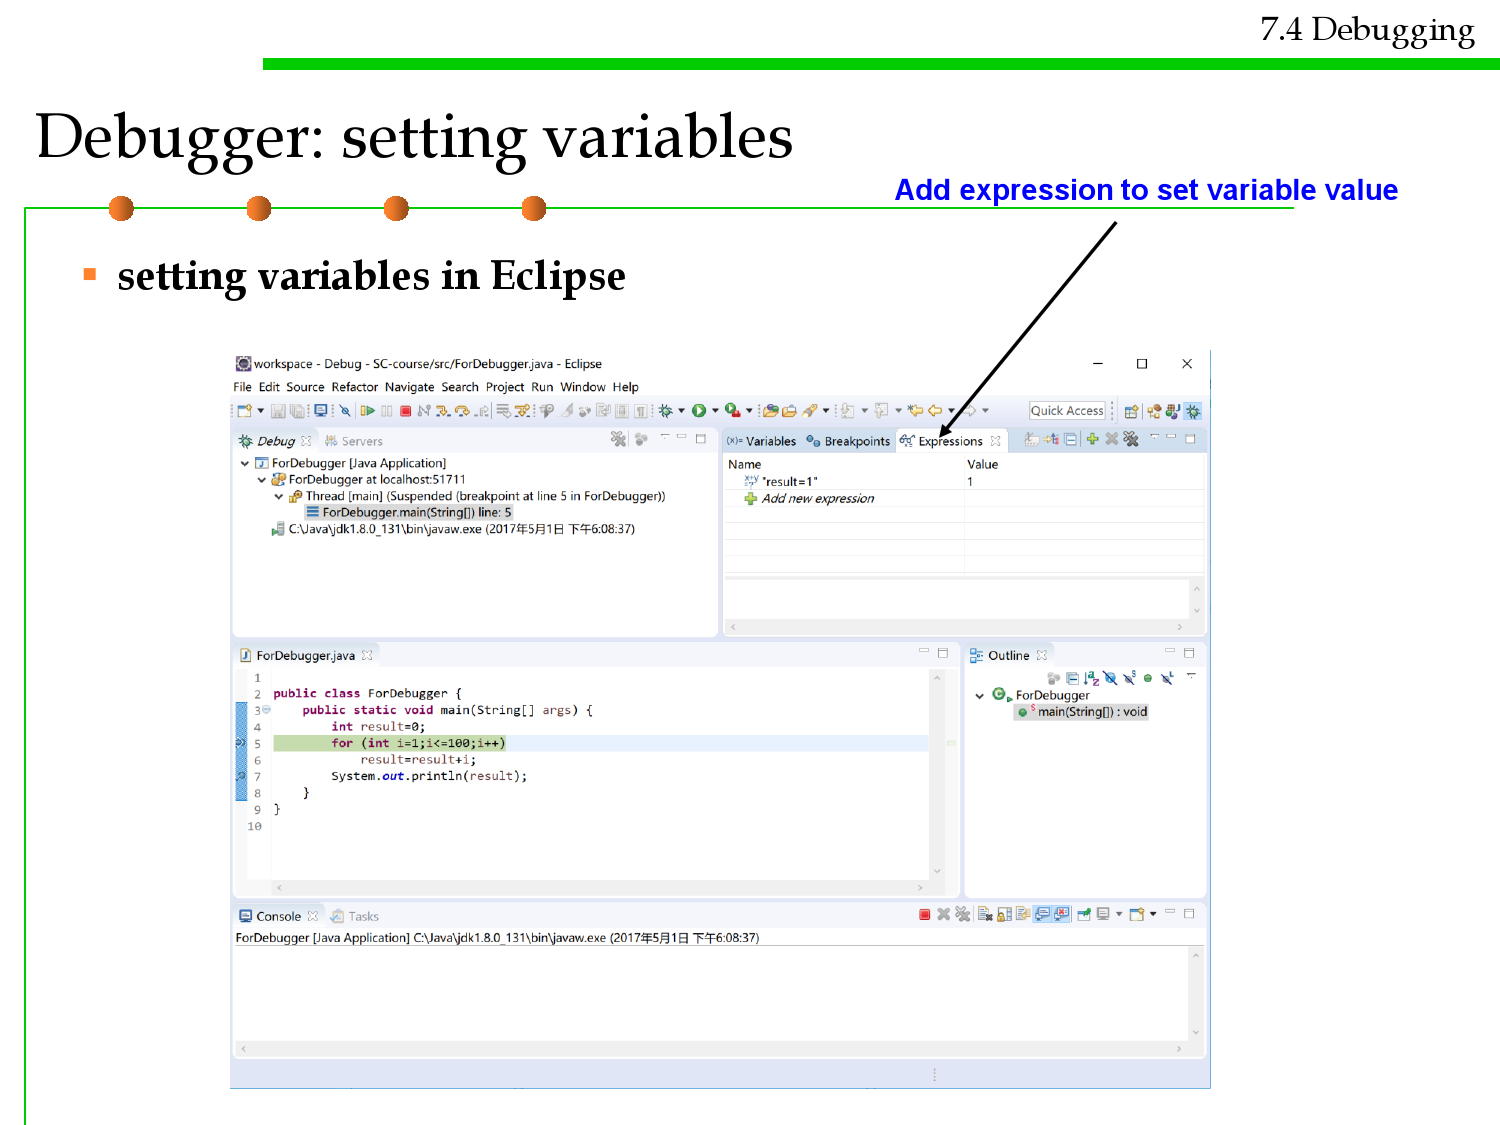 7.4 Debugging
Debugger: setting variables
Add expression to set variable value
setting variables in Eclipse
workspace - Debug - SC-course/src/ForDebugger.java - Eclipse
File Edit Source Refactor Navigate Search Project Run Window Help
Quick Access
Debug Servers
(x)= Variables Breakpoints Expressions
ForDebugger [Java Application]
ForDebugger at localhost:51711
Thread [main] (Suspended (breakpoint at line 5 in ForDebugger))
ForDebugger.main(String[]) line: 5
C:\Java\jdk1.8.0_131\bin\javaw.exe (2017年5月1日 下午6:08:37)
Name Value
"result=1" 1
Add new expression
ForDebugger.java
1
2 public class ForDebugger {
3 public static void main(String[] args) {
4 int result=0;
5 for (int i=1;i<=100;i++)
6 result=result+i;
7 System.out.println(result);
8 }
9 }
10
Outline
ForDebugger
main(String[]) : void
Console Tasks
ForDebugger [Java Application] C:\Java\jdk1.8.0_131\bin\javaw.exe (2017年5月1日 下午6:08:37)